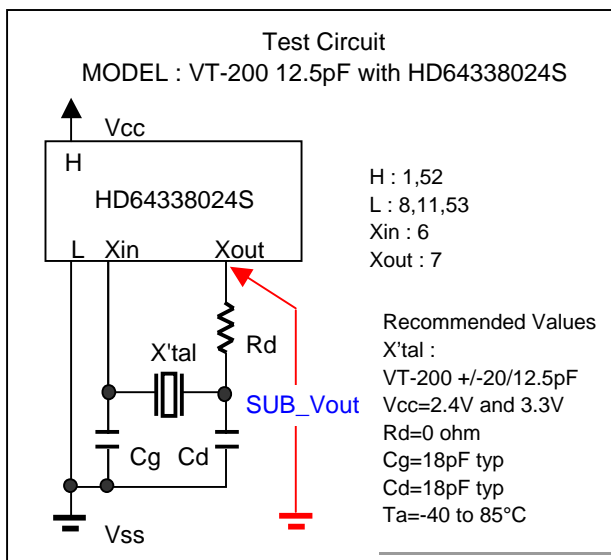 Test Circuit
MODEL : VT-200 12.5pF with HD64338024S
Vcc
H
HD64338024S
L Xin Xout
H : 1,52
L : 8,11,53
Xin : 6
Xout : 7
X'tal
Rd
SUB_Vout
Cg Cd
Vss
Recommended Values
X'tal :
VT-200 +/-20/12.5pF
Vcc=2.4V and 3.3V
Rd=0 ohm
Cg=18pF typ
Cd=18pF typ
Ta=-40 to 85°C